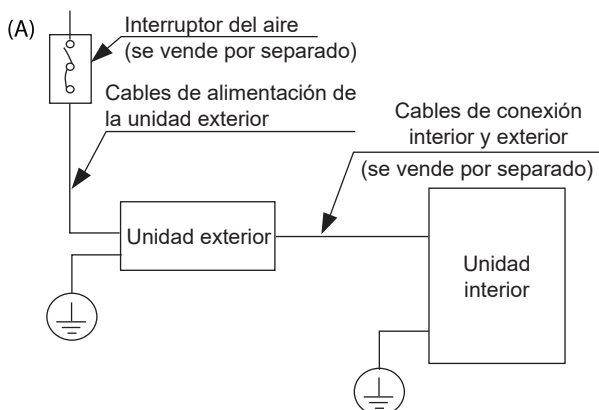 (A)
Interruptor del aire
(se vende por separado)
Cables de alimentación de
la unidad exterior
Cables de conexión
interior y exterior
(se vende por separado)
Unidad exterior
Unidad
interior